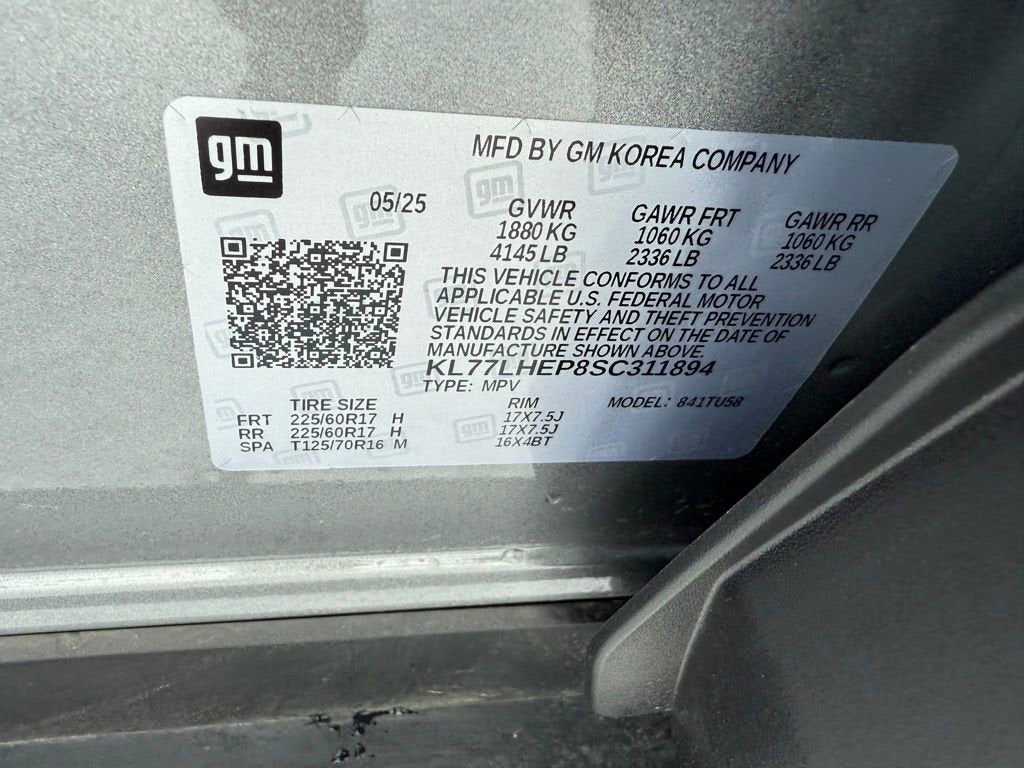 gm
MFD BY GM KOREA COMPANY
05/25
GVWR GAWR FRT GAWR RR
1880 KG 1060 KG 1060 KG
4145 LB 2336 LB 2336 LB
THIS VEHICLE CONFORMS TO ALL
APPLICABLE U.S. FEDERAL MOTOR
VEHICLE SAFETY AND THEFT PREVENTION
STANDARDS IN EFFECT ON THE DATE OF
MANUFACTURE SHOWN ABOVE.
KL77LHEP8SC311894
TYPE: MPV
TIRE SIZE RIM MODEL: 841TU58
FRT 225/60R17 H 17X7.5J
RR 225/60R17 H 17X7.5J
SPA T125/70R16 M 16X4BT